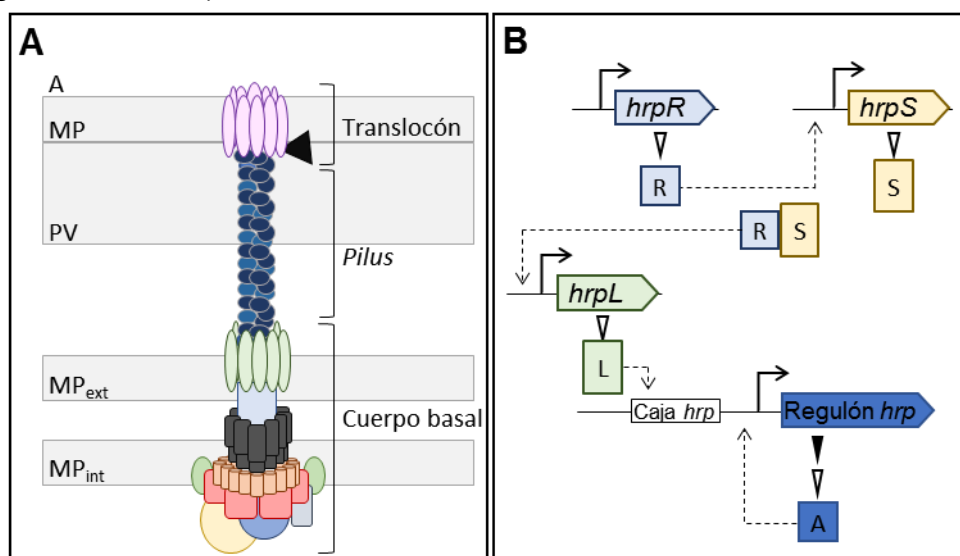 A
A
MP
Translocón
PV
Pilus
MPext
Cuerpo basal
MPint
B
hrpR
hrpS
R
S
R S
hrpL
L
Caja hrp
Regulón hrp
A